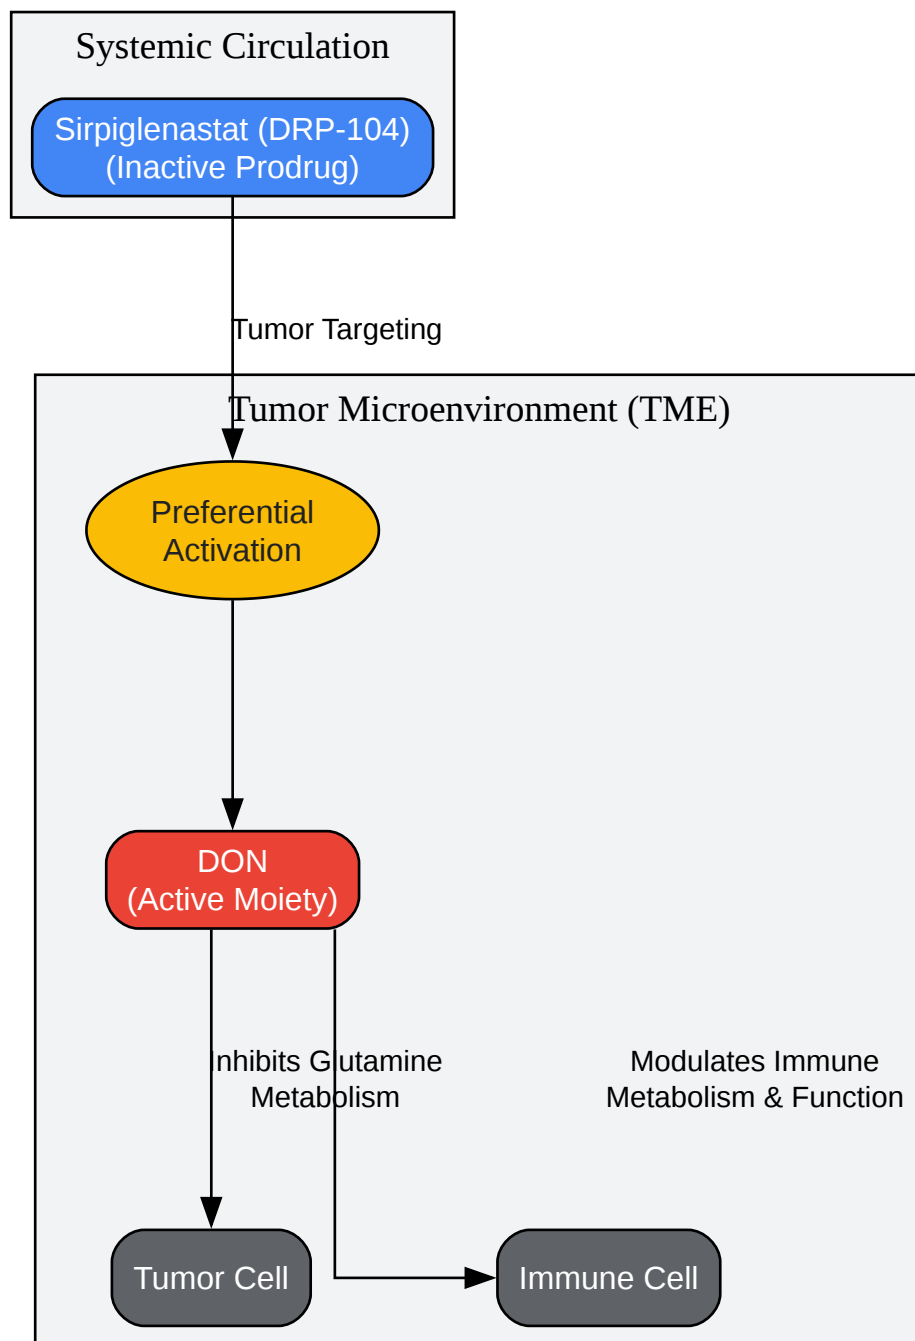 Systemic Circulation
Sirpiglenastat (DRP-104)
(Inactive Prodrug)
Tumor Targeting
Tumor Microenvironment (TME)
Preferential
Activation
DON
(Active Moiety)
Inhibits Glutamine
Metabolism
Modulates Immune
Metabolism & Function
Tumor Cell
Immune Cell